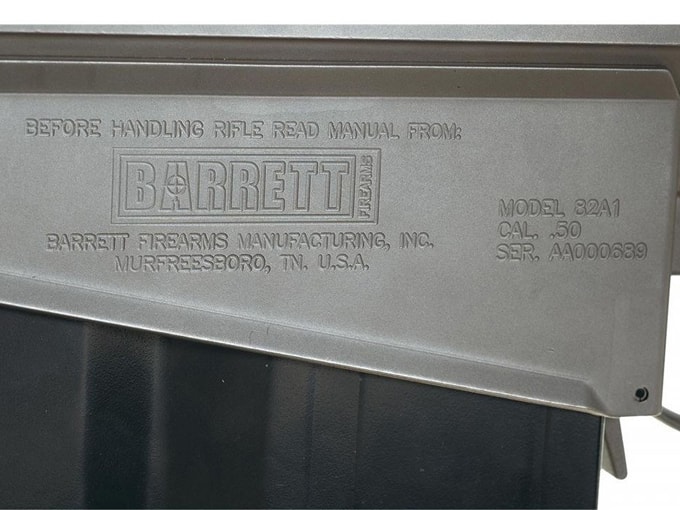 BEFORE HANDLING RIFLE READ MANUAL FROM:
BARRETT FIREARMS
BARRETT FIREARMS MANUFACTURING, INC.
MURFREESBORO, TN. U.S.A.
MODEL 82A1
CAL. .50
SER. AA000689